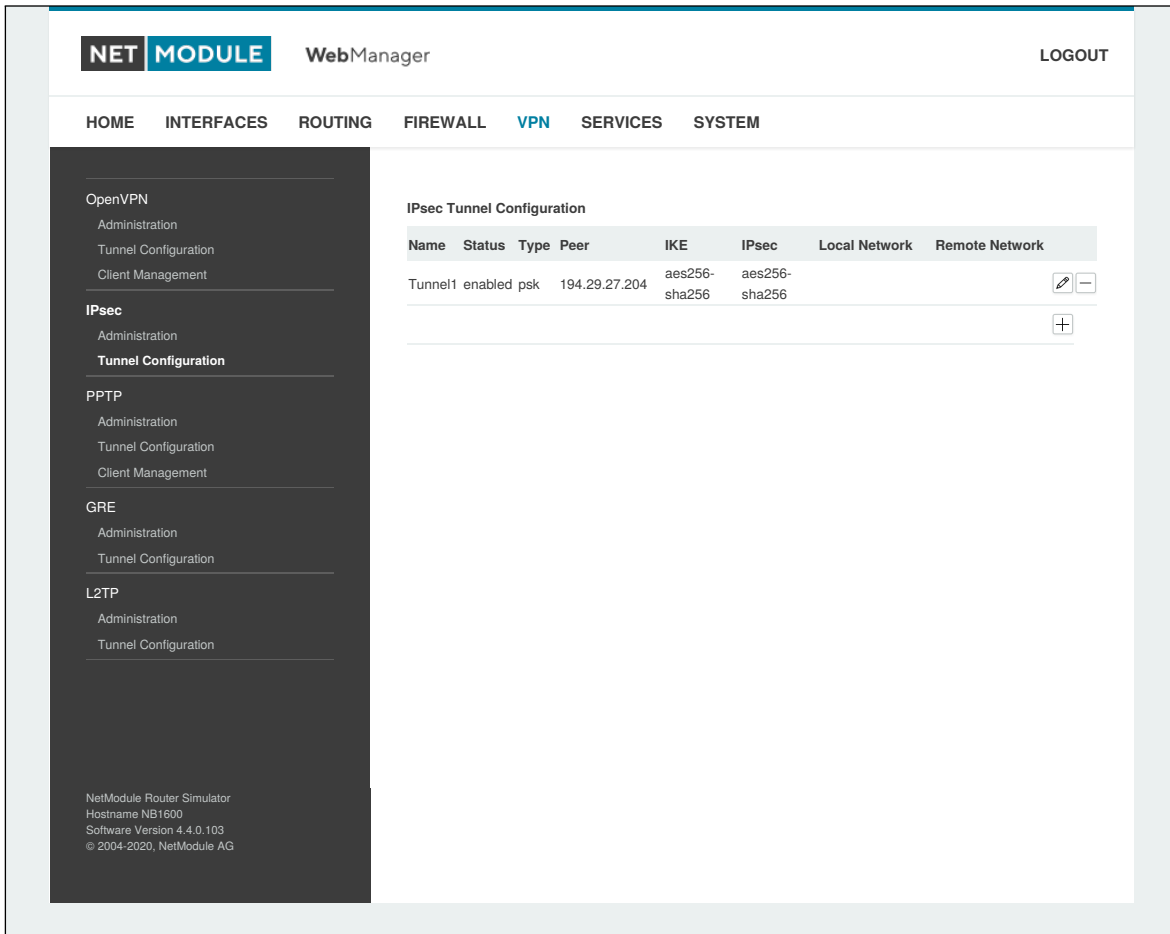 NET MODULE WebManager LOGOUT
HOME INTERFACES ROUTING FIREWALL VPN SERVICES SYSTEM
OpenVPN
Administration
Tunnel Configuration
Client Management
IPsec
Administration
Tunnel Configuration
PPTP
Administration
Tunnel Configuration
Client Management
GRE
Administration
Tunnel Configuration
L2TP
Administration
Tunnel Configuration
NetModule Router Simulator
Hostname NB1600
Software Version 4.4.0.103
© 2004-2020, NetModule AG
IPsec Tunnel Configuration
Name Status Type Peer IKE IPsec Local Network Remote Network
Tunnel1 enabled psk 194.29.27.204 aes256- aes256-
sha256 sha256